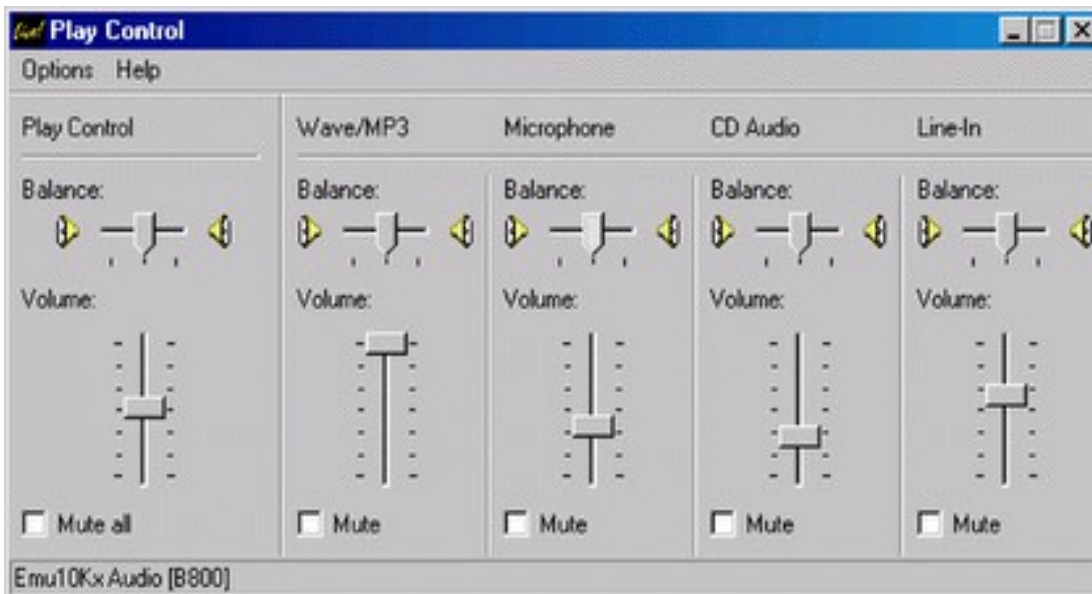 Live! Play Control
Options Help
Play Control Wave/MP3 Microphone CD Audio Line-In
Balance: Balance: Balance: Balance: Balance:
Volume: Volume: Volume: Volume: Volume:
Mute all Mute Mute Mute Mute
Emu10Kx Audio [B800]